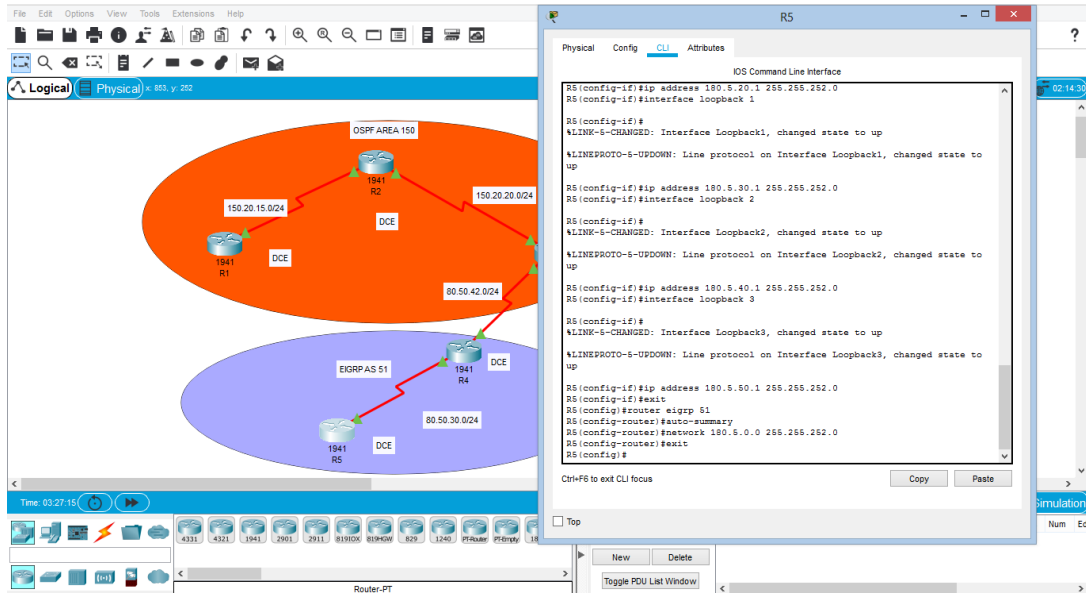 File Edit Options View Tools Extensions Help
R5
?
Physical Config CLI Attributes
IOS Command Line Interface
Logical Physical x: 853, y: 252
02:14:30
R5(config-if)#ip address 180.5.20.1 255.255.252.0
R5(config-if)#interface loopback 1
R5(config-if)#
%LINK-5-CHANGED: Interface Loopback1, changed state to up
%LINEPROTO-5-UPDOWN: Line protocol on Interface Loopback1, changed state to
up
R5(config-if)#ip address 180.5.30.1 255.255.252.0
R5(config-if)#interface loopback 2
R5(config-if)#
%LINK-5-CHANGED: Interface Loopback2, changed state to up
%LINEPROTO-5-UPDOWN: Line protocol on Interface Loopback2, changed state to
up
R5(config-if)#ip address 180.5.40.1 255.255.252.0
R5(config-if)#interface loopback 3
R5(config-if)#
%LINK-5-CHANGED: Interface Loopback3, changed state to up
%LINEPROTO-5-UPDOWN: Line protocol on Interface Loopback3, changed state to
up
R5(config-if)#ip address 180.5.50.1 255.255.252.0
R5(config-if)#exit
R5(config)#router eigrp 51
R5(config-router)#auto-summary
R5(config-router)#network 180.5.0.0 255.255.252.0
R5(config-router)#exit
R5(config)#
Ctrl+F6 to exit CLI focus
Copy Paste
Top
OSPF AREA 150
1941
R2
150.20.15.0/24
150.20.20.0/24
DCE
1941
R1
DCE
80.50.42.0/24
EIGRP AS 51
1941
R4
DCE
80.50.30.0/24
1941
R5
DCE
Time: 03:27:15
Simulation
4331 4321 1941 2901 2911 819IOX 819HGW 829 1240 PT-Router PT-Empty
New Delete
Num
Toggle PDU List Window
Router-PT